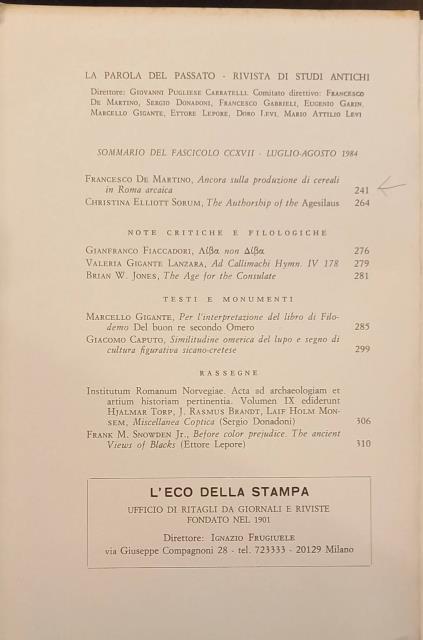 LA PAROLA DEL PASSATO - RIVISTA DI STUDI ANTICHI
Direttore: GIOVANNI PUGLIESE CARRATELLI. Comitato direttivo: FRANCESCO
DE MARTINO, SERGIO DONADONI, FRANCESCO GABRIELI, EUGENIO GARIN,
MARCELLO GIGANTE, ETTORE LEPORE, DORO LEVI, MARIO ATTILIO LEVI
SOMMARIO DEL FASCICOLO CCXVII - LUGLIO-AGOSTO 1984
FRANCESCO DE MARTINO, Ancora sulla produzione di cereali
in Roma arcaica 241
CHRISTINA ELLIOTT SORUM, The Authorship of the Agesilaus 264
NOTE CRITICHE E FILOLOGICHE
GIANFRANCO FIACCADORI, Λίβα non Δίβα 276
VALERIA GIGANTE LANZARA, Ad Callimachi Hymn. IV 178 279
BRIAN W. JONES, The Age for the Consulate 281
TESTI E MONUMENTI
MARCELLO GIGANTE, Per l'interpretazione del libro di Filo-
demo Del buon re secondo Omero 285
GIACOMO CAPUTO, Similitudine omerica del lupo e segno di
cultura figurativa sicano-cretese 299
RASSEGNE
Institutum Romanum Norvegiae. Acta ad archaeologiam et
artium historiam pertinentia. Volumen IX ediderunt
HJALMAR TORP, J. RASMUS BRANDT, LAIF HOLM MON-
SEM, Miscellanea Coptica (Sergio Donadoni) 306
FRANK M. SNOWDEN JR., Before color prejudice. The ancient
Views of Blacks (Ettore Lepore) 310
L'ECO DELLA STAMPA
UFFICIO DI RITAGLI DA GIORNALI E RIVISTE
FONDATO NEL 1901
Direttore: IGNAZIO FRUGIUELE
via Giuseppe Compagnoni 28 - tel. 723333 - 20129 Milano